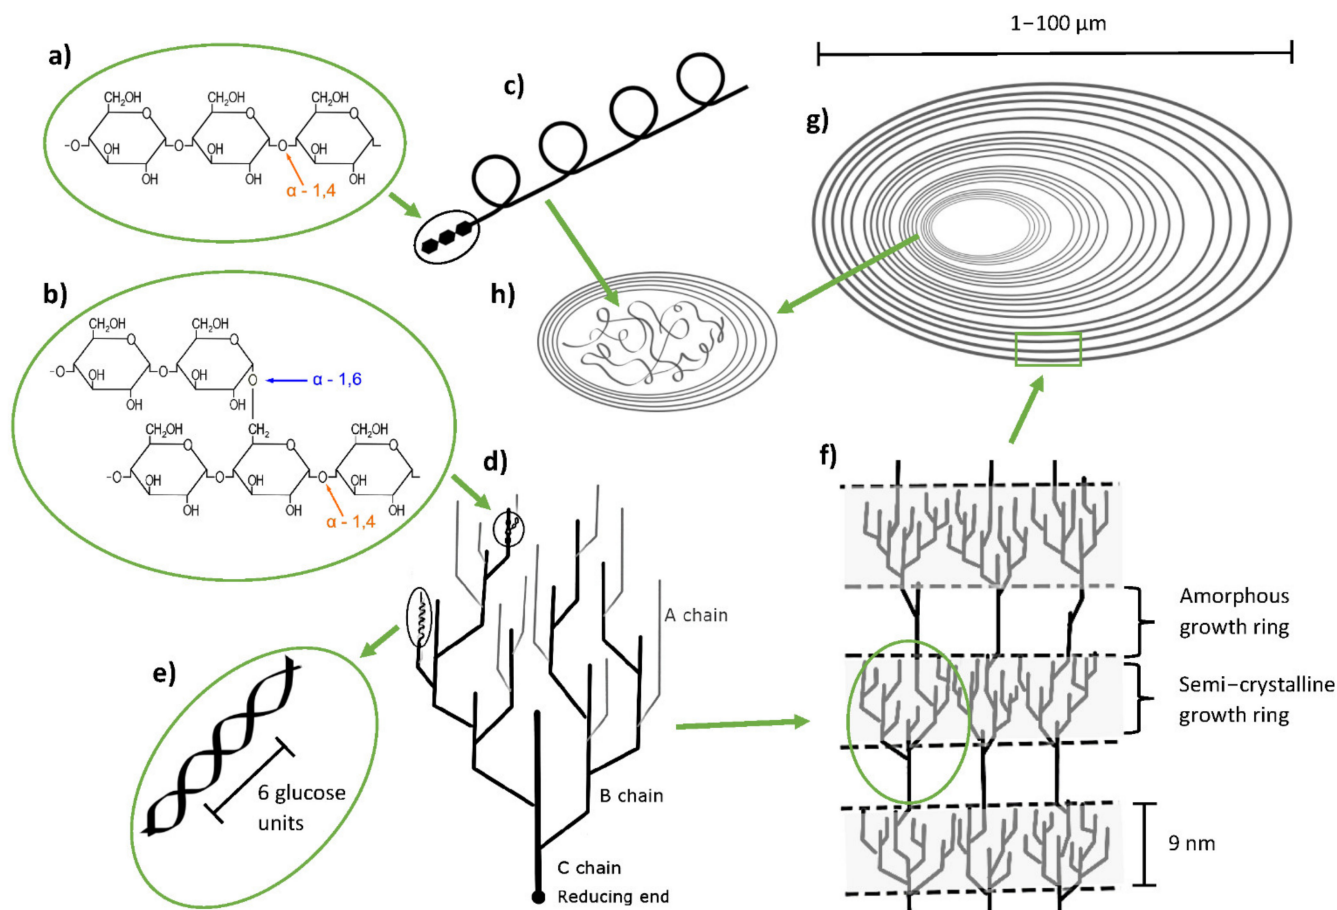 1–100 μm
a)
CH₂OH CH₂OH CH₂OH
O O O
–O OH O OH O OH
OH OH OH
α - 1,4
c)
g)
b)
CH₂OH CH₂OH
O O
–O OH O OH O
OH OH
α - 1,6
CH₂OH CH₂ CH₂OH
O O O
–O OH O OH O OH
OH OH OH
α - 1,4
h)
d)
A chain
B chain
C chain
Reducing end
e)
6 glucose
units
f)
Amorphous
growth ring
Semi–crystalline
growth ring
9 nm